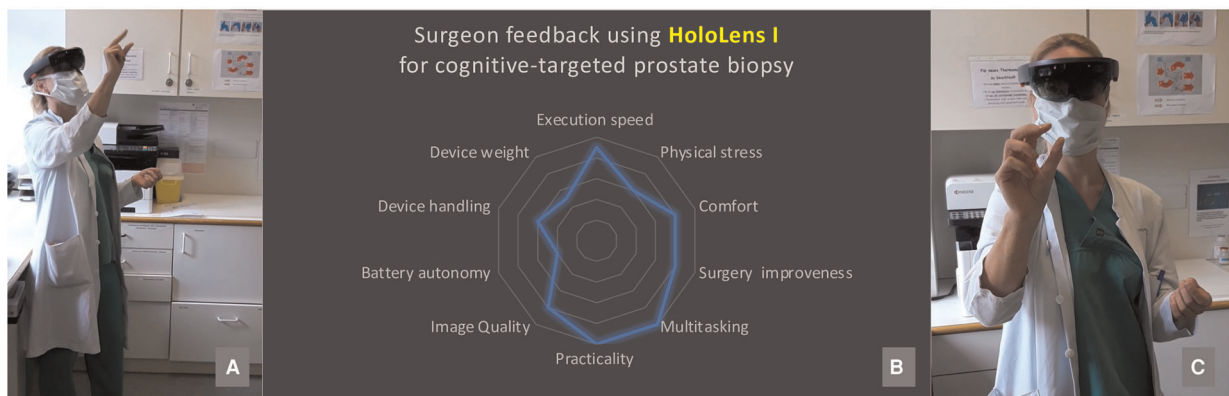 Surgeon feedback using HoloLens I
for cognitive-targeted prostate biopsy
Execution speed
Device weight
Physical stress
Device handling
Comfort
Battery autonomy
Surgery improveness
Image Quality
Multitasking
Practicality
A
B
C
KYOCERA